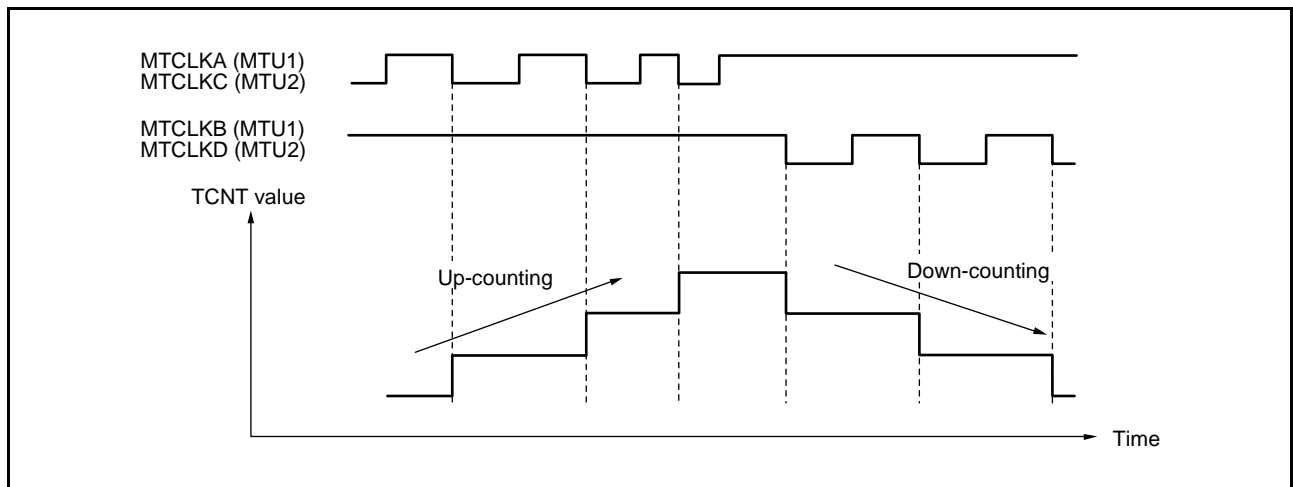 MTCLKA (MTU1)
MTCLKC (MTU2)
MTCLKB (MTU1)
MTCLKD (MTU2)
TCNT value
Up-counting
Down-counting
Time